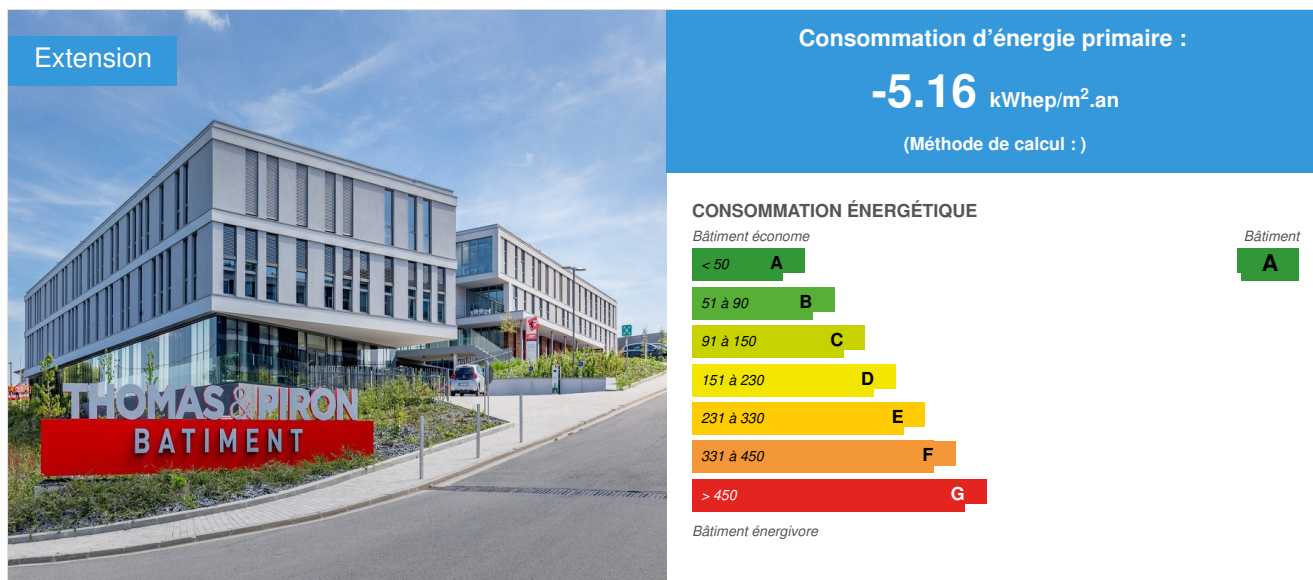 Extension
THOMAS & PIRON
BATIMENT
Consommation d'énergie primaire :
-5.16 kWhep/m².an
(Méthode de calcul : )
CONSOMMATION ÉNERGÉTIQUE
Bâtiment économe
Bâtiment
< 50 A
A
51 à 90 B
91 à 150 C
151 à 230 D
231 à 330 E
331 à 450 F
> 450 G
Bâtiment énergivore